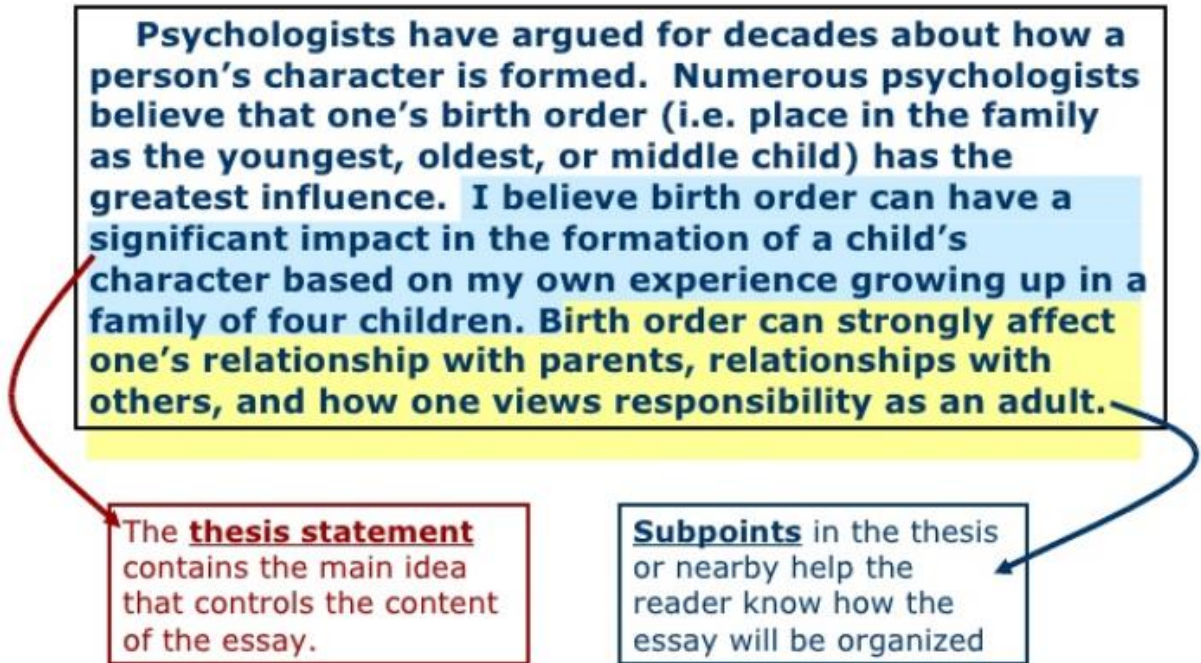 Psychologists have argued for decades about how a
person's character is formed.  Numerous psychologists
believe that one's birth order (i.e. place in the family
as the youngest, oldest, or middle child) has the
greatest influence.  I believe birth order can have a
significant impact in the formation of a child's
character based on my own experience growing up in a
family of four children. Birth order can strongly affect
one's relationship with parents, relationships with
others, and how one views responsibility as an adult.
The thesis statement
contains the main idea
that controls the content
of the essay.
Subpoints in the thesis
or nearby help the
reader know how the
essay will be organized